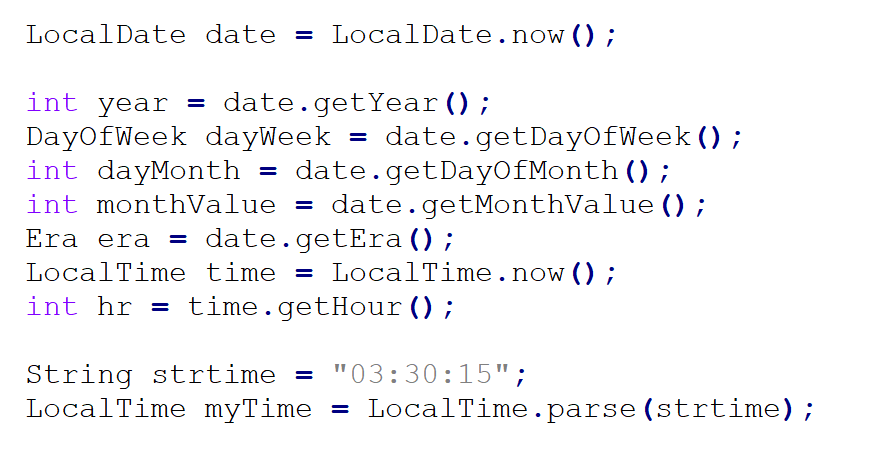 LocalDate date = LocalDate.now();
int year = date.getYear();
DayOfWeek dayWeek = date.getDayOfWeek();
int dayMonth = date.getDayOfMonth();
int monthValue = date.getMonthValue();
Era era = date.getEra();
LocalTime time = LocalTime.now();
int hr = time.getHour();
String strtime = "03:30:15";
LocalTime myTime = LocalTime.parse(strtime);